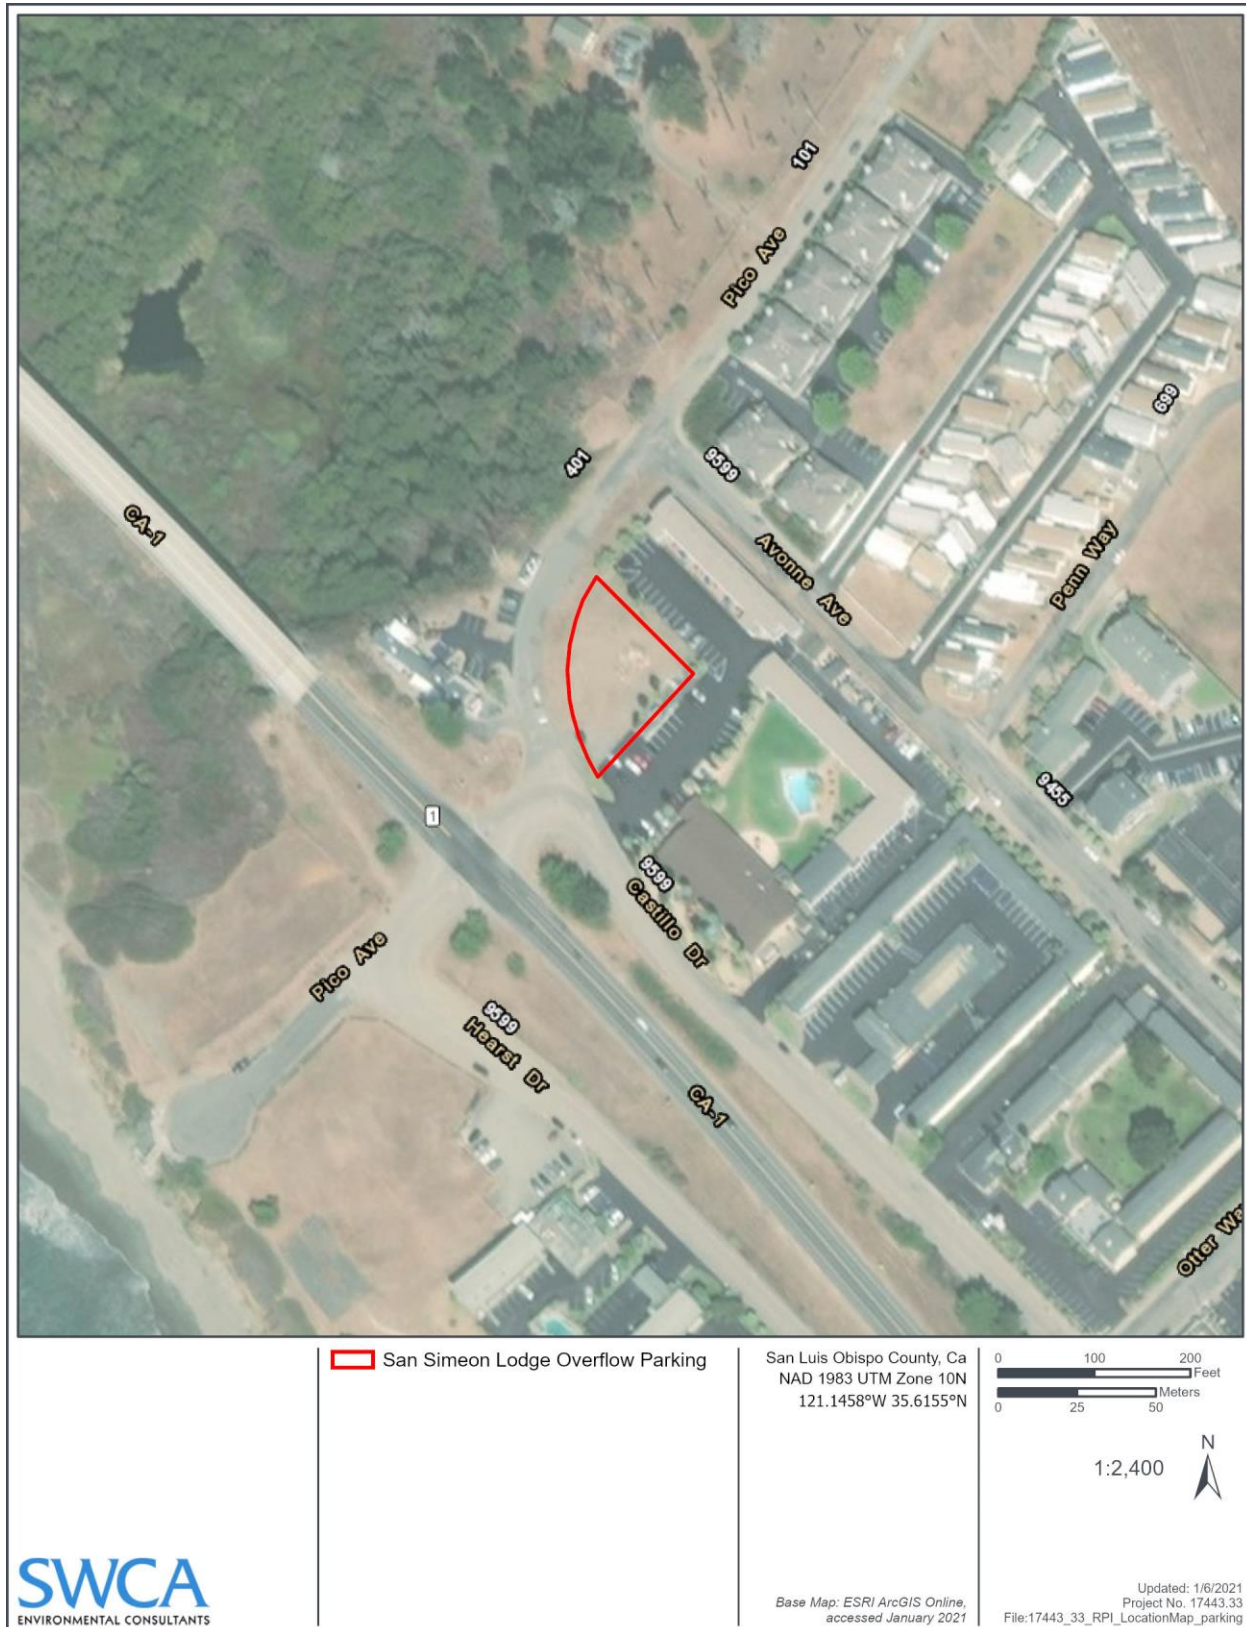 101
Pico Ave
699
401
9599
CA-1
Avonne Ave
Penn Way
9455
1
9599
Castillo Dr
Pico Ave
9599
Hearst Dr
CA-1
Otter Wa
San Simeon Lodge Overflow Parking
San Luis Obispo County, Ca
NAD 1983 UTM Zone 10N
121.1458°W 35.6155°N
0 100 200
Feet
Meters
0 25 50
N
1:2,400
SWCA
ENVIRONMENTAL CONSULTANTS
Base Map: ESRI ArcGIS Online,
accessed January 2021
Updated: 1/6/2021
Project No. 17443.33
File:17443_33_RPI_LocationMap_parking